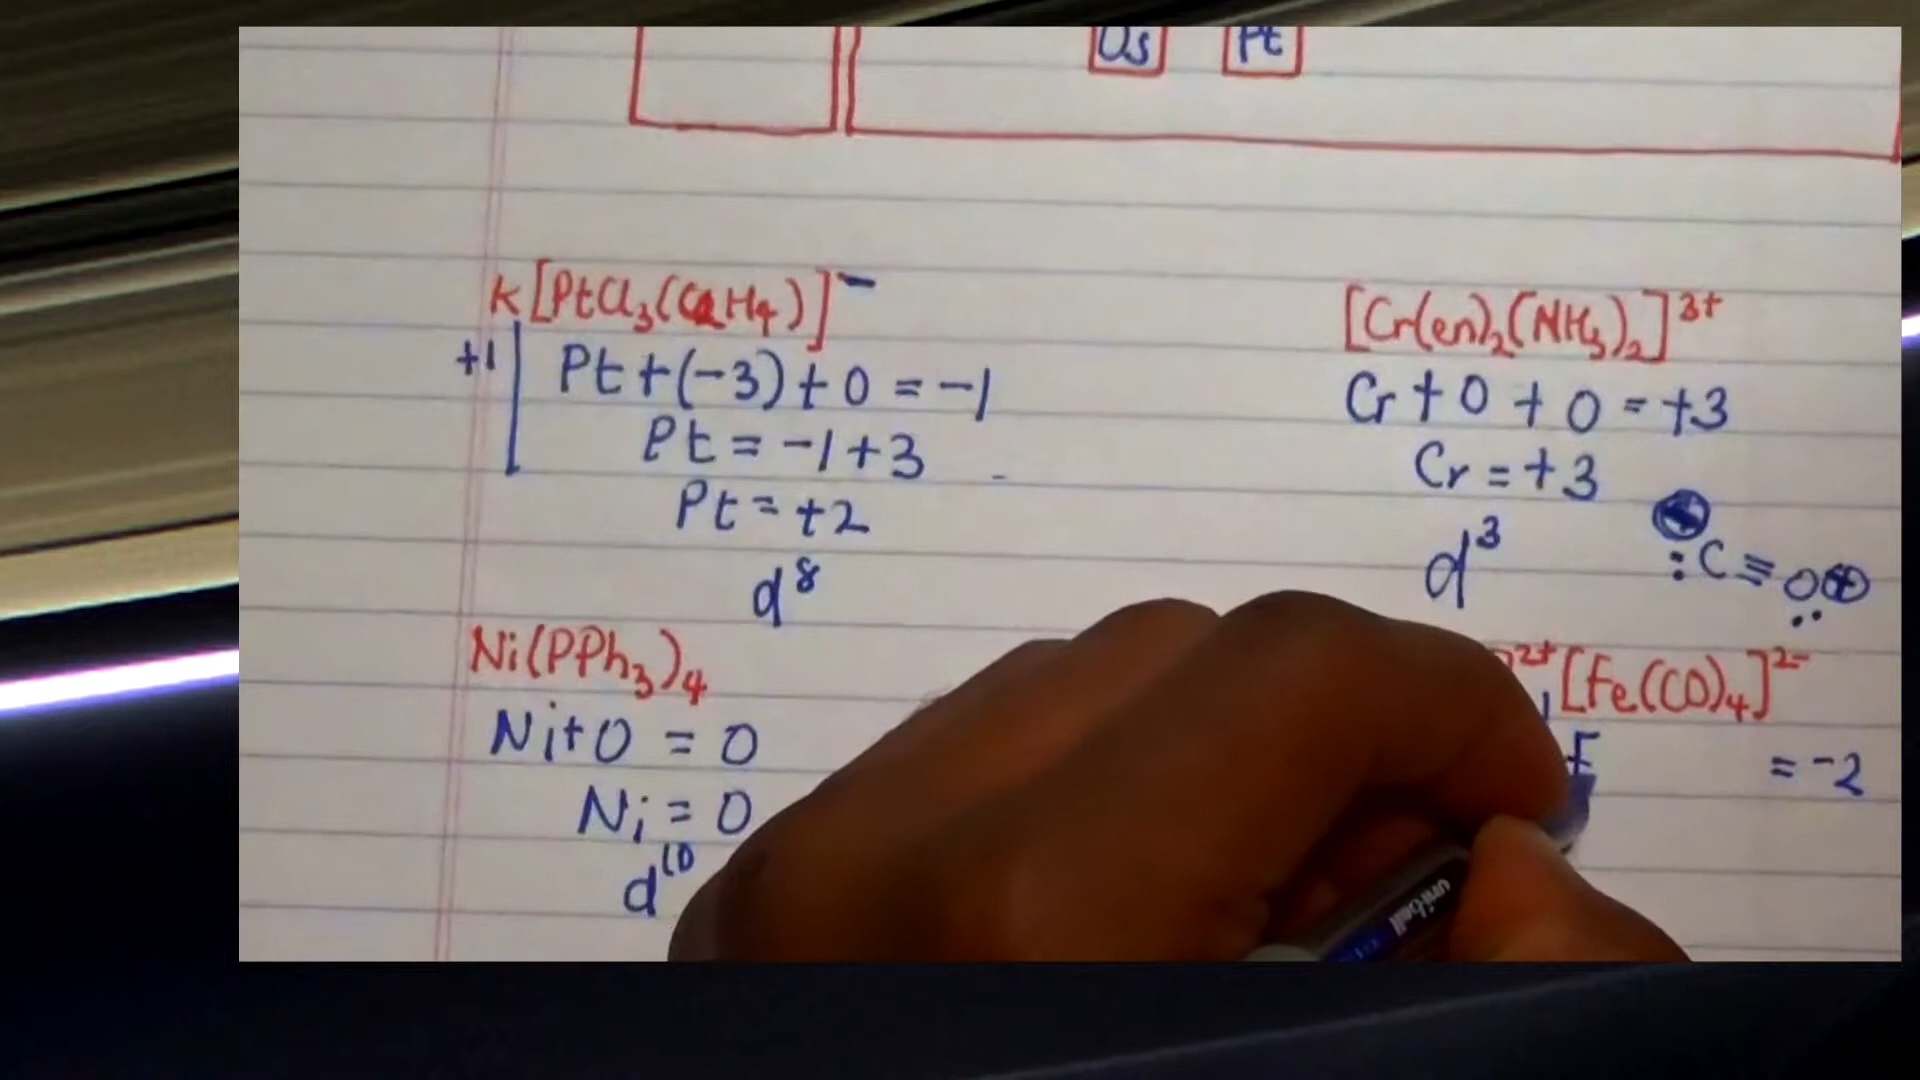 Os Pt
K[PtCl₃(C₂H₄)]⁻
+1 Pt + (-3) + 0 = -1
Pt = -1 + 3
Pt = +2
d⁸
[Cr(en)₂(NH₃)₂]³⁺
Cr + 0 + 0 = +3
Cr = +3
d³
:C≡O⊕
Ni(PPh₃)₄
Ni + 0 = 0
Ni = 0
d¹⁰
²⁺[Fe(CO)₄]²⁻
F = -2
uni-ball